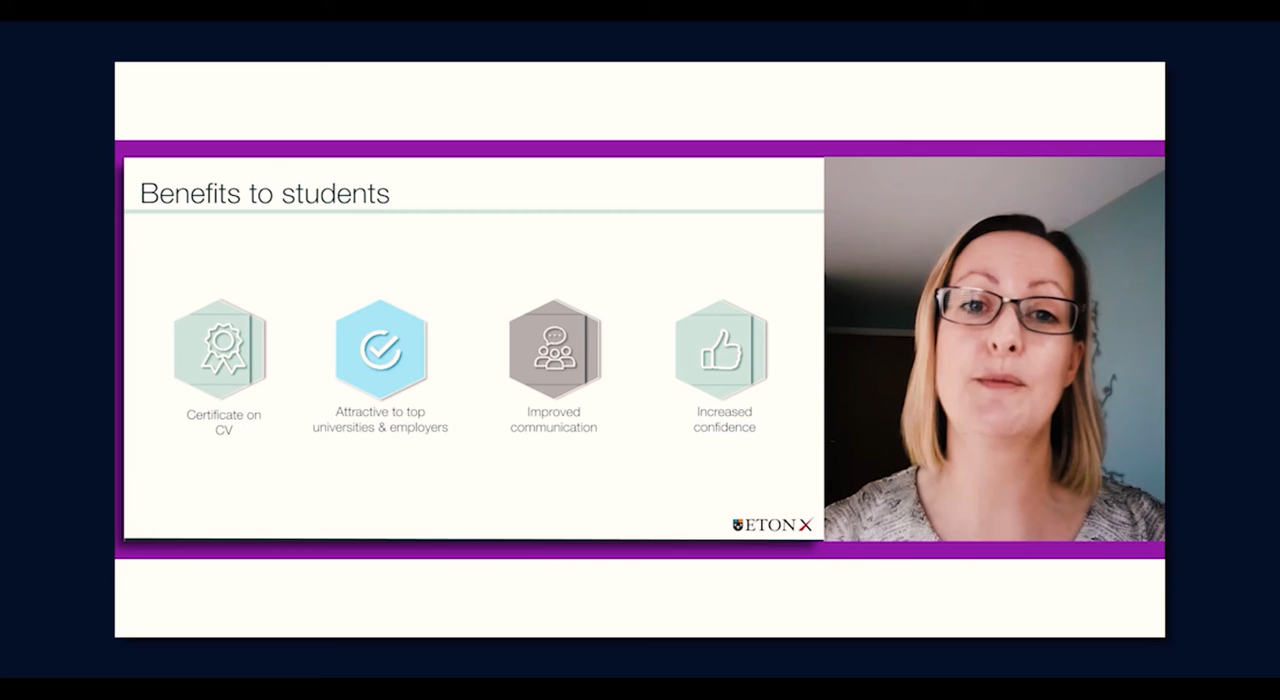 Benefits to students
Certificate on
CV
Attractive to top
universities & employers
Improved
communication
Increased
confidence
ETON X